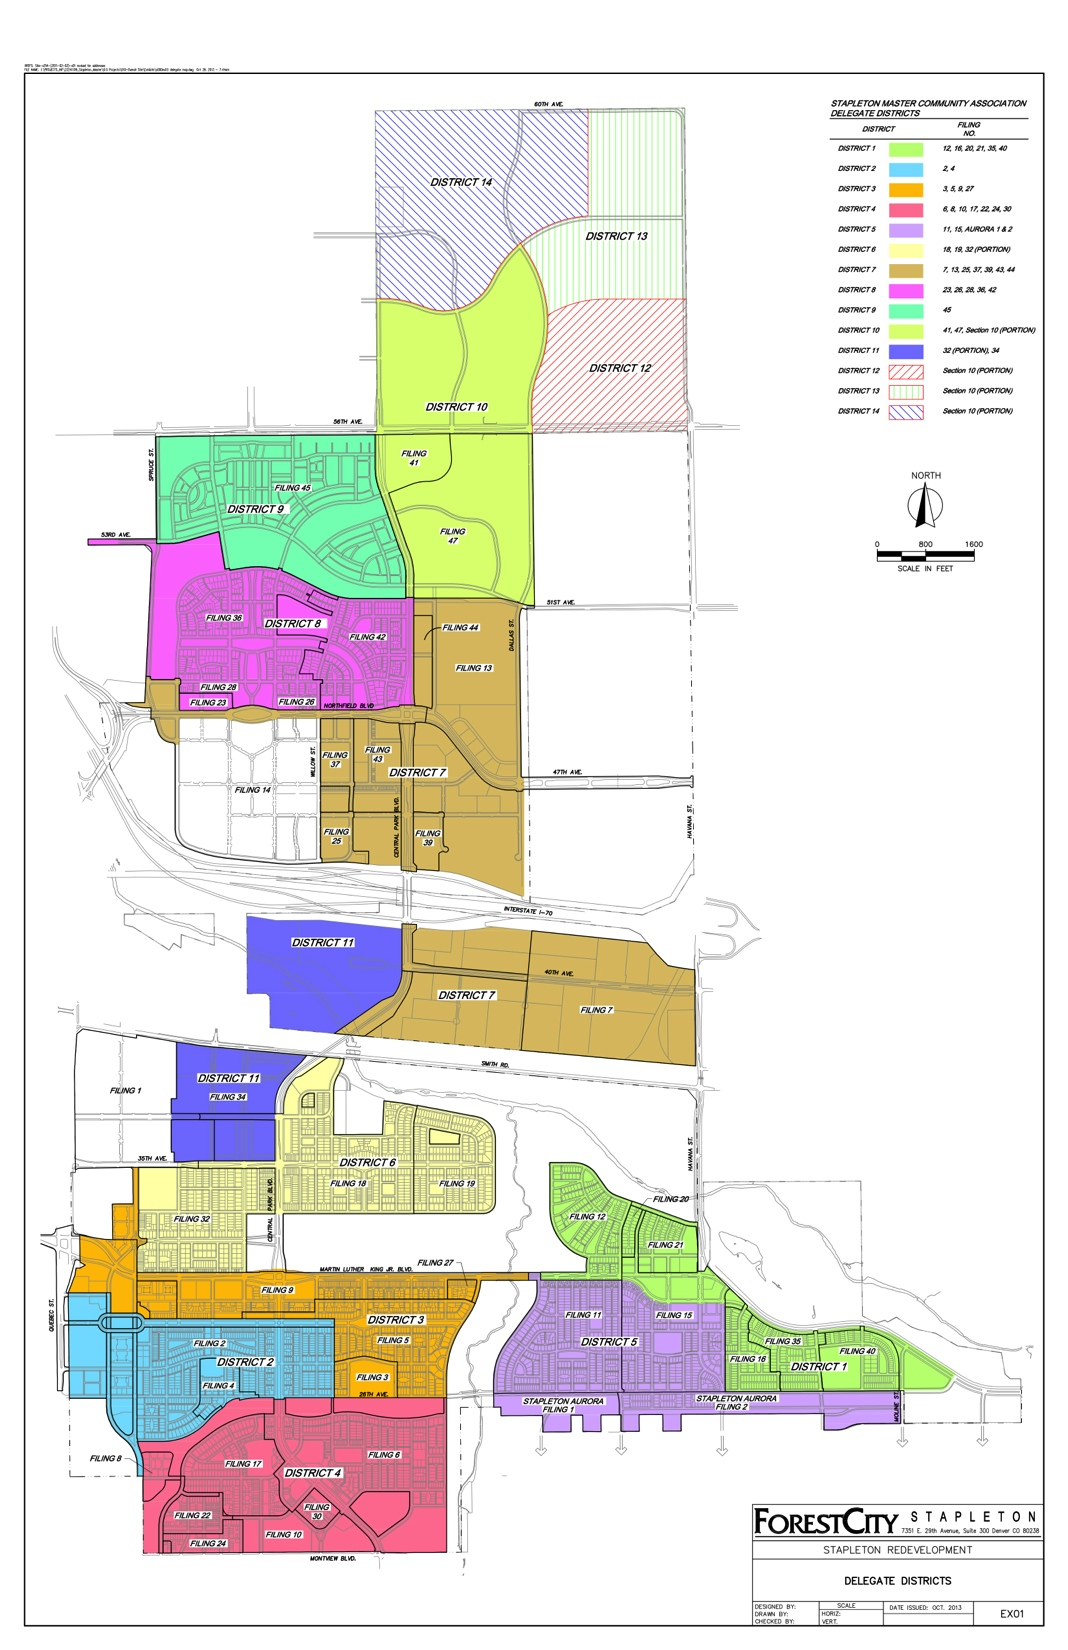 60TH AVE.
STAPLETON MASTER COMMUNITY ASSOCIATION
DELEGATE DISTRICTS
DISTRICT FILING NO.
DISTRICT 1 12, 16, 20, 21, 35, 40
DISTRICT 2 2, 4
DISTRICT 3 3, 5, 9, 27
DISTRICT 4 6, 8, 10, 17, 22, 24, 30
DISTRICT 5 11, 15, AURORA 1 & 2
DISTRICT 6 18, 19, 32 (PORTION)
DISTRICT 7 7, 13, 25, 37, 39, 43, 44
DISTRICT 8 23, 26, 28, 36, 42
DISTRICT 9 45
DISTRICT 10 41, 47, Section 10 (PORTION)
DISTRICT 11 32 (PORTION), 34
DISTRICT 12 Section 10 (PORTION)
DISTRICT 13 Section 10 (PORTION)
DISTRICT 14 Section 10 (PORTION)
NORTH
0 800 1600
SCALE IN FEET
DISTRICT 14
DISTRICT 13
DISTRICT 12
DISTRICT 10
56TH AVE.
SPRUCE ST.
FILING
41
FILING 45
DISTRICT 9
FILING
47
53RD AVE.
51ST AVE.
FILING 36
DISTRICT 8
FILING 42
FILING 44
DALLAS ST.
FILING 13
FILING 28
FILING 23
FILING 26
NORTHFIELD BLVD
WILLOW ST.
FILING
37
FILING
43
DISTRICT 7
47TH AVE.
FILING 14
CENTRAL PARK BLVD.
HAVANA ST.
FILING
25
FILING
39
INTERSTATE I-70
DISTRICT 11
40TH AVE.
DISTRICT 7
FILING 7
SMITH RD.
FILING 1
DISTRICT 11
FILING 34
HAVANA ST.
35TH AVE.
DISTRICT 6
FILING 18
FILING 19
CENTRAL PARK BLVD.
FILING 32
FILING 20
FILING 12
FILING 21
FILING 27
MARTIN LUTHER KING JR. BLVD.
QUEBEC ST.
FILING 9
DISTRICT 3
FILING 5
FILING 11
FILING 15
DISTRICT 5
FILING 35
FILING 40
FILING 16
DISTRICT 1
FILING 2
DISTRICT 2
FILING 4
FILING 3
26TH AVE.
STAPLETON AURORA
FILING 1
STAPLETON AURORA
FILING 2
MOLINE ST.
FILING 8
FILING 17
FILING 6
DISTRICT 4
FILING 22
FILING
30
FILING 10
FILING 24
MONTVIEW BLVD.
FOREST CITY STAPLETON
7351 E. 29th Avenue, Suite 300 Denver CO 80238
STAPLETON REDEVELOPMENT
DELEGATE DISTRICTS
DESIGNED BY:
DRAWN BY:
CHECKED BY:
SCALE
HORIZ:
VERT.
DATE ISSUED: OCT. 2013
EX01